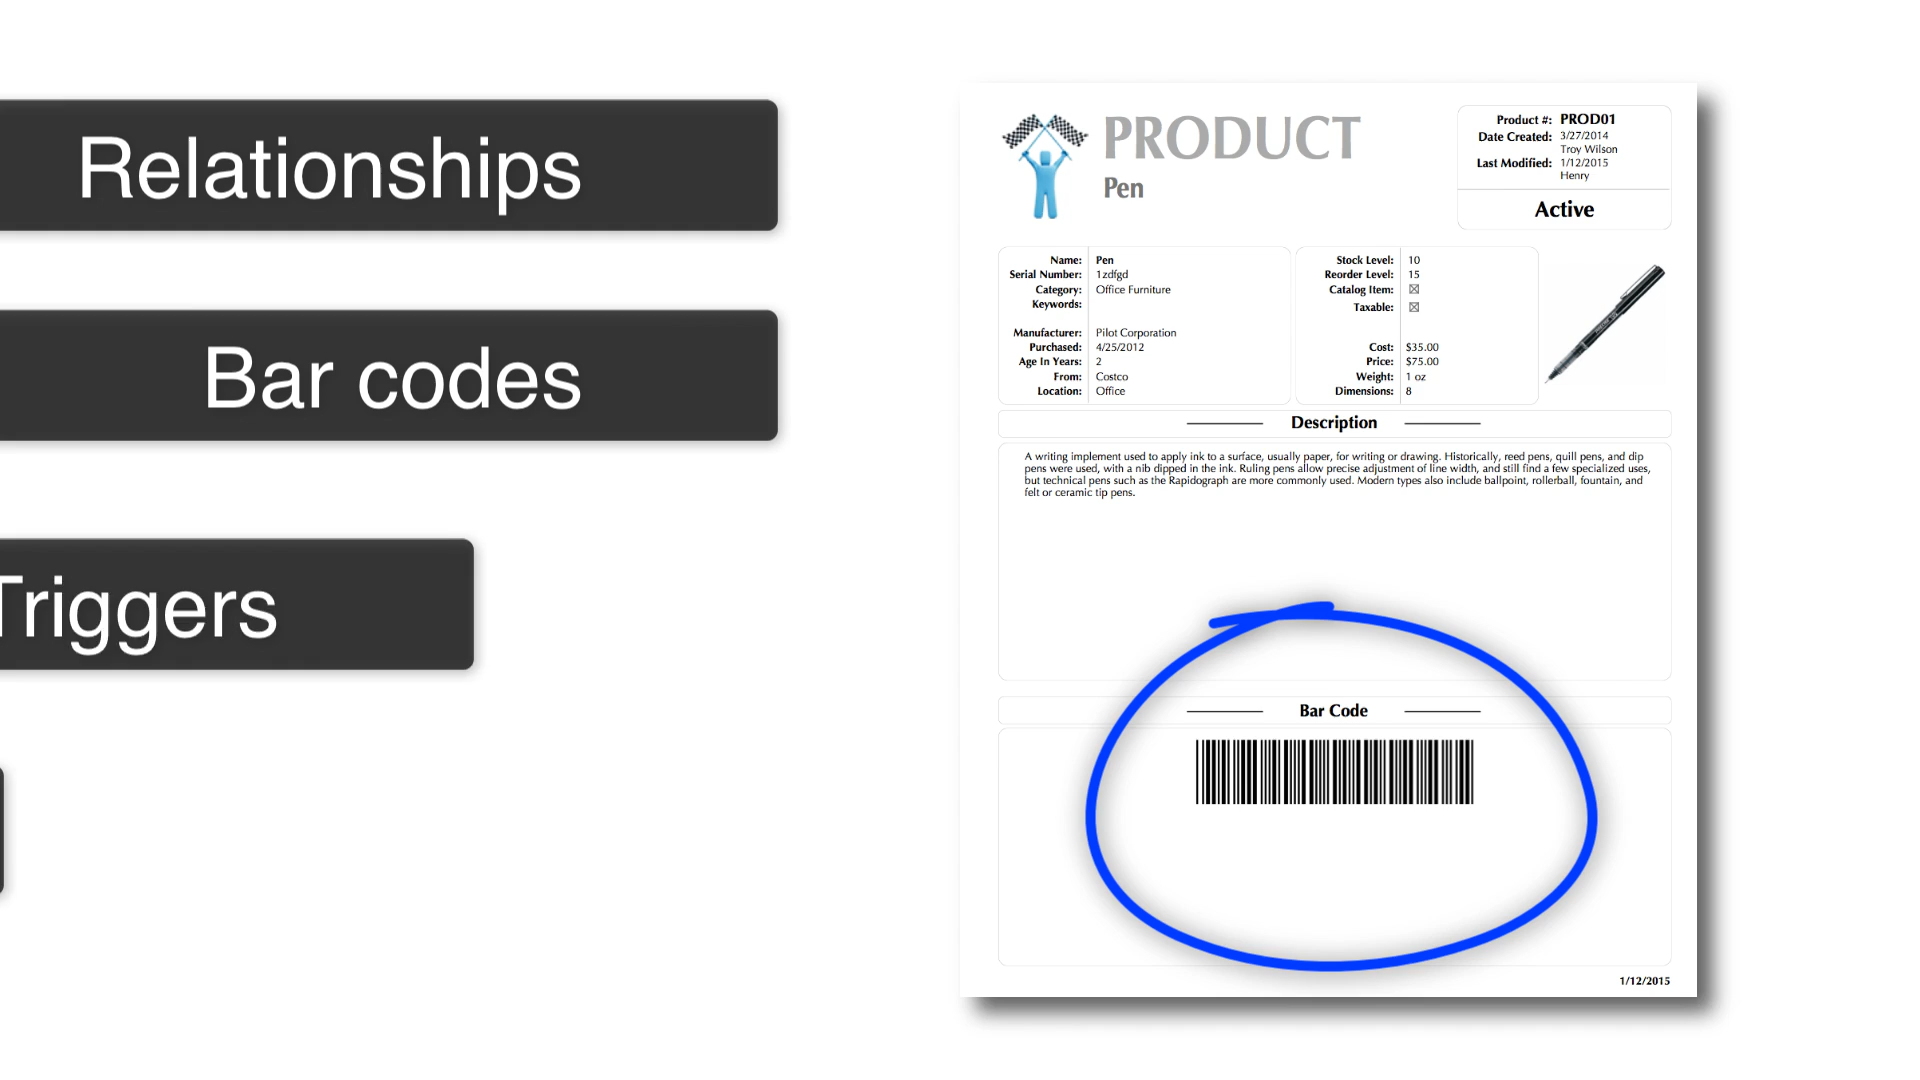 Relationships
Bar codes
Triggers
PRODUCT
Pen
Product #: PROD01
Date Created: 3/27/2014
Troy Wilson
Last Modified: 1/12/2015
Henry
Active
Name: Pen
Serial Number: 1zdfgd
Category: Office Furniture
Keywords:
Manufacturer: Pilot Corporation
Purchased: 4/25/2012
Age In Years: 2
From: Costco
Location: Office
Stock Level: 10
Reorder Level: 15
Catalog Item:
Taxable:
Cost: $35.00
Price: $75.00
Weight: 1 oz
Dimensions: 8
Description
A writing implement used to apply ink to a surface, usually paper, for writing or drawing. Historically, reed pens, quill pens, and dip
pens were used, with a nib dipped in the ink. Ruling pens allow precise adjustment of line width, and still find a few specialized uses,
but technical pens such as the Rapidograph are more commonly used. Modern types also include ballpoint, rollerball, fountain, and
felt or ceramic tip pens.
Bar Code
1/12/2015